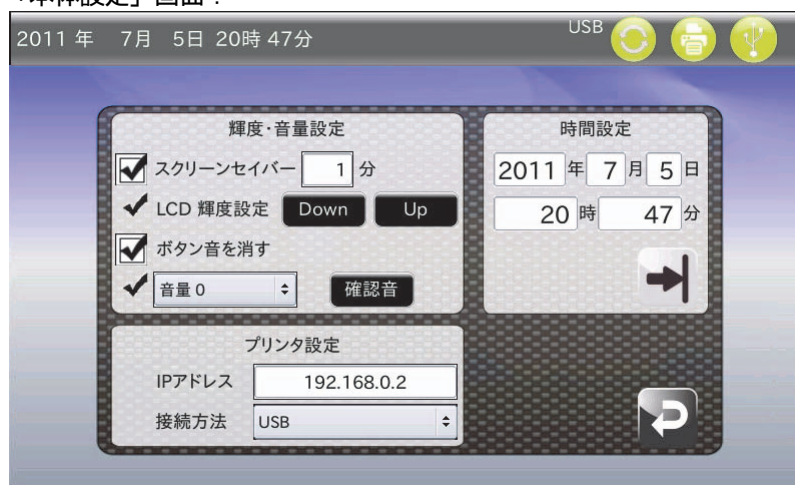 「本体設定」画面：
2011 年 7月 5日 20時 47分
USB
輝度・音量設定
スクリーンセイバー 1 分
LCD 輝度設定 Down Up
ボタン音を消す
音量 0 確認音
時間設定
2011 年 7 月 5 日
20 時 47 分
プリンタ設定
IPアドレス 192.168.0.2
接続方法 USB